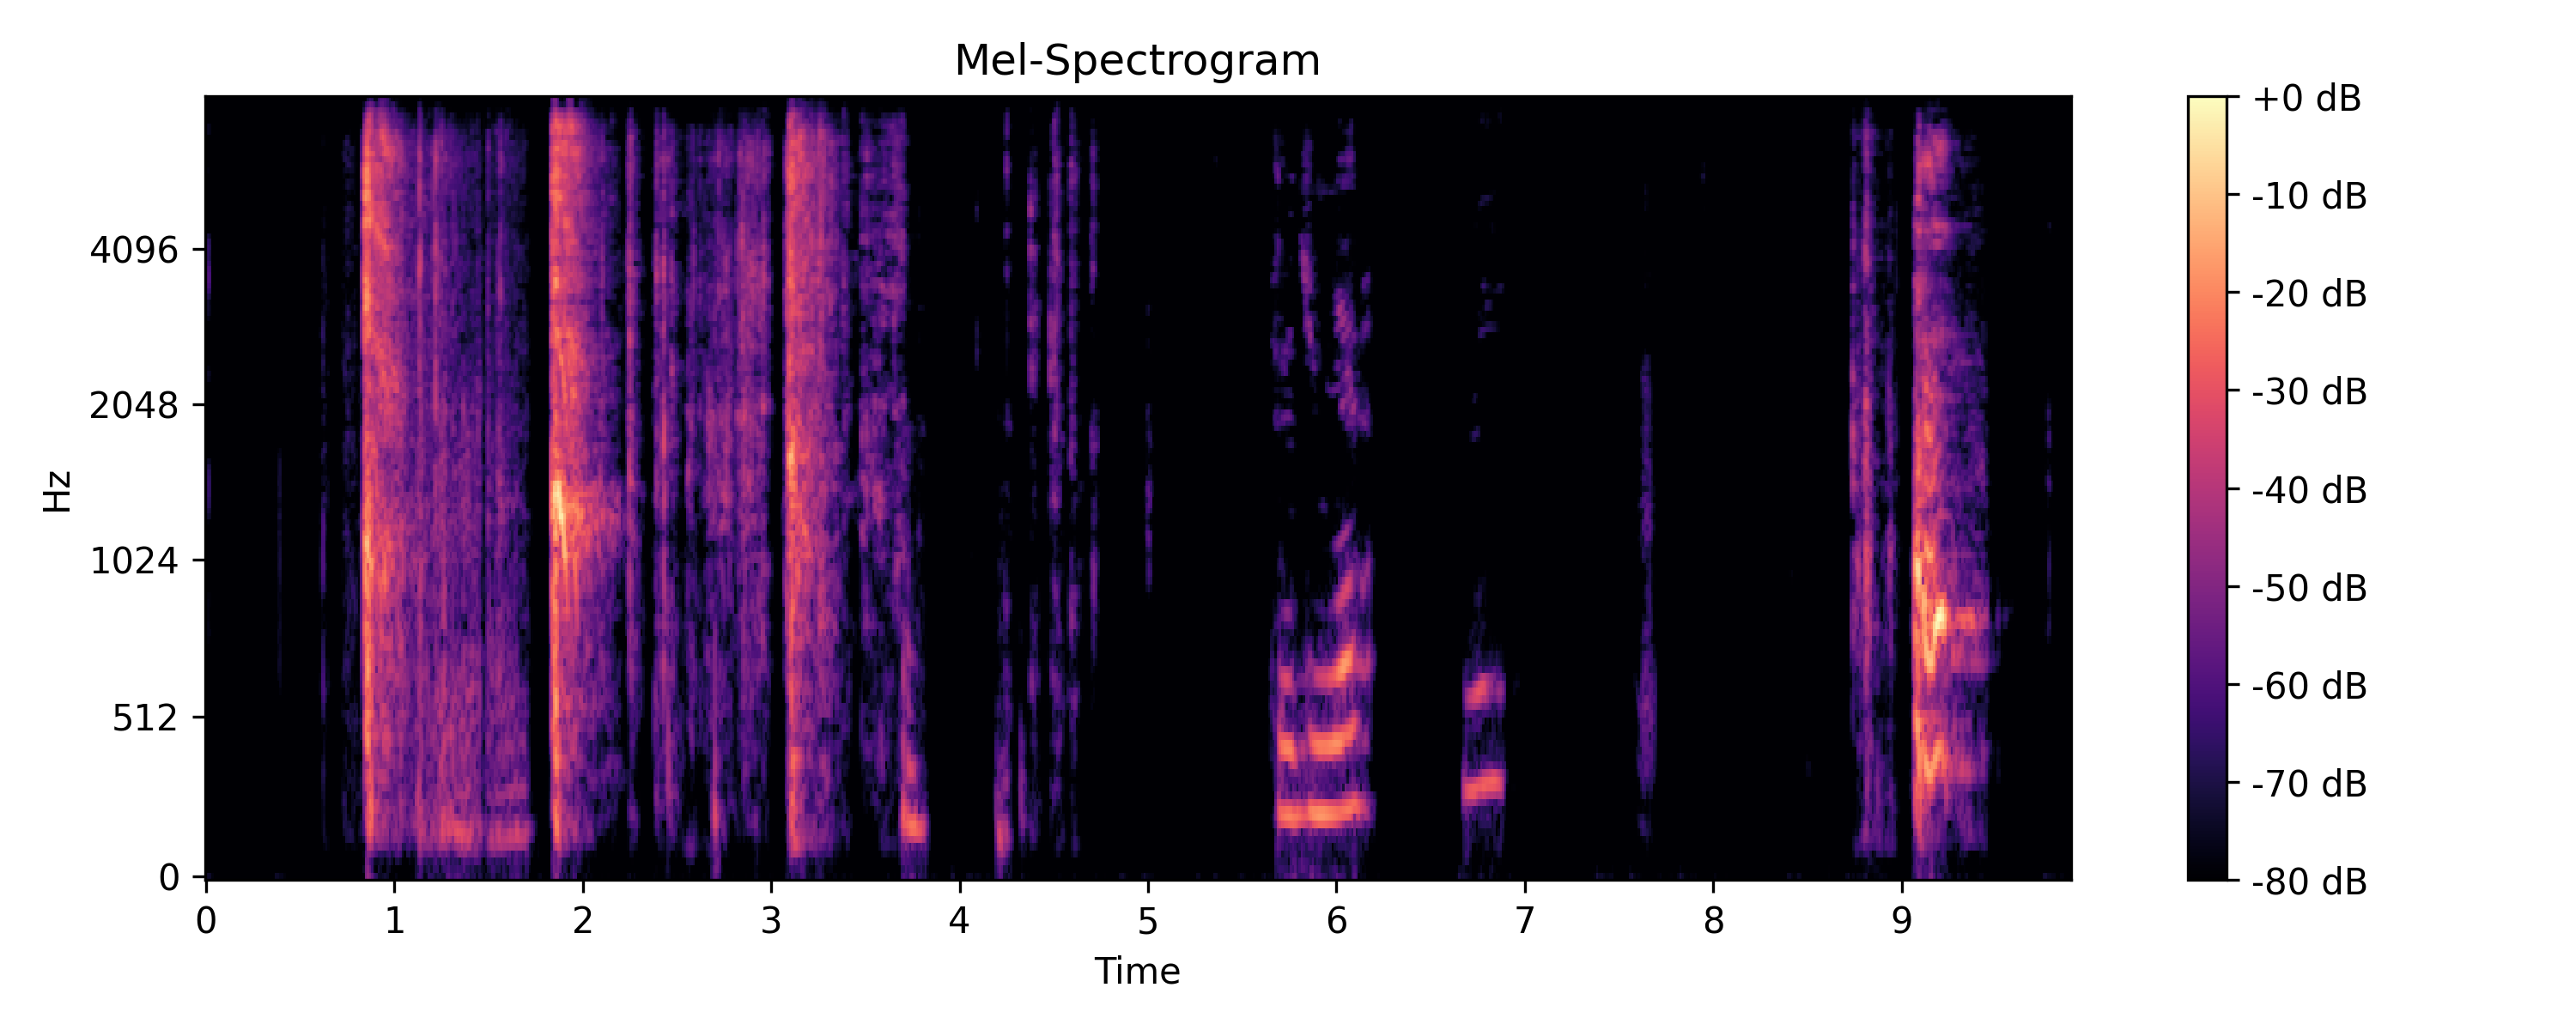 Mel-Spectrogram
+0 dB
-10 dB
-20 dB
-30 dB
-40 dB
-50 dB
-60 dB
-70 dB
-80 dB
Hz
4096
2048
1024
512
0
0 1 2 3 4 5 6 7 8 9
Time